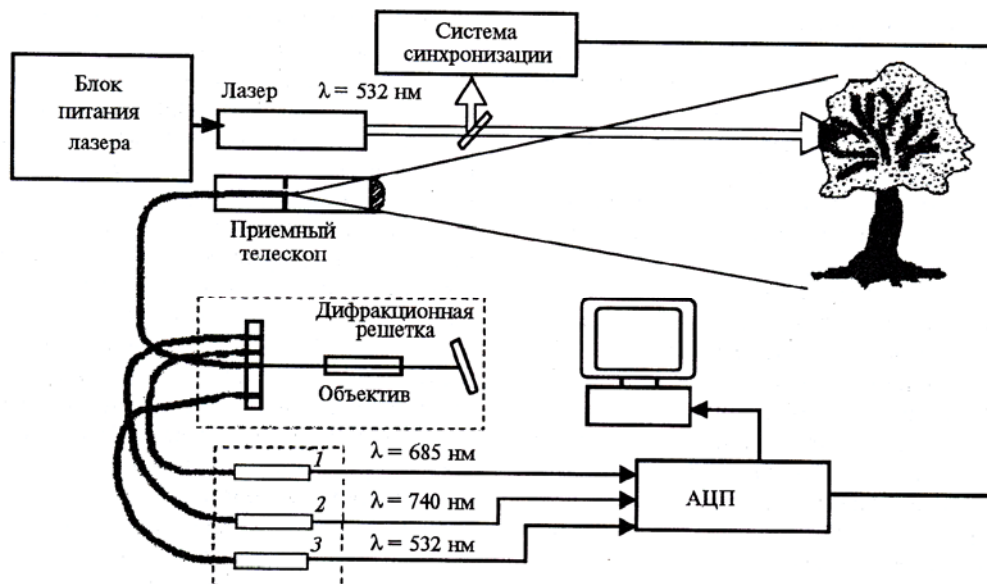 Система
синхронизации
Блок
питания
лазера
Лазер
λ = 532 нм
Приемный
телескоп
Дифракционная
решетка
Объектив
1
λ = 685 нм
2
λ = 740 нм
3
λ = 532 нм
АЦП